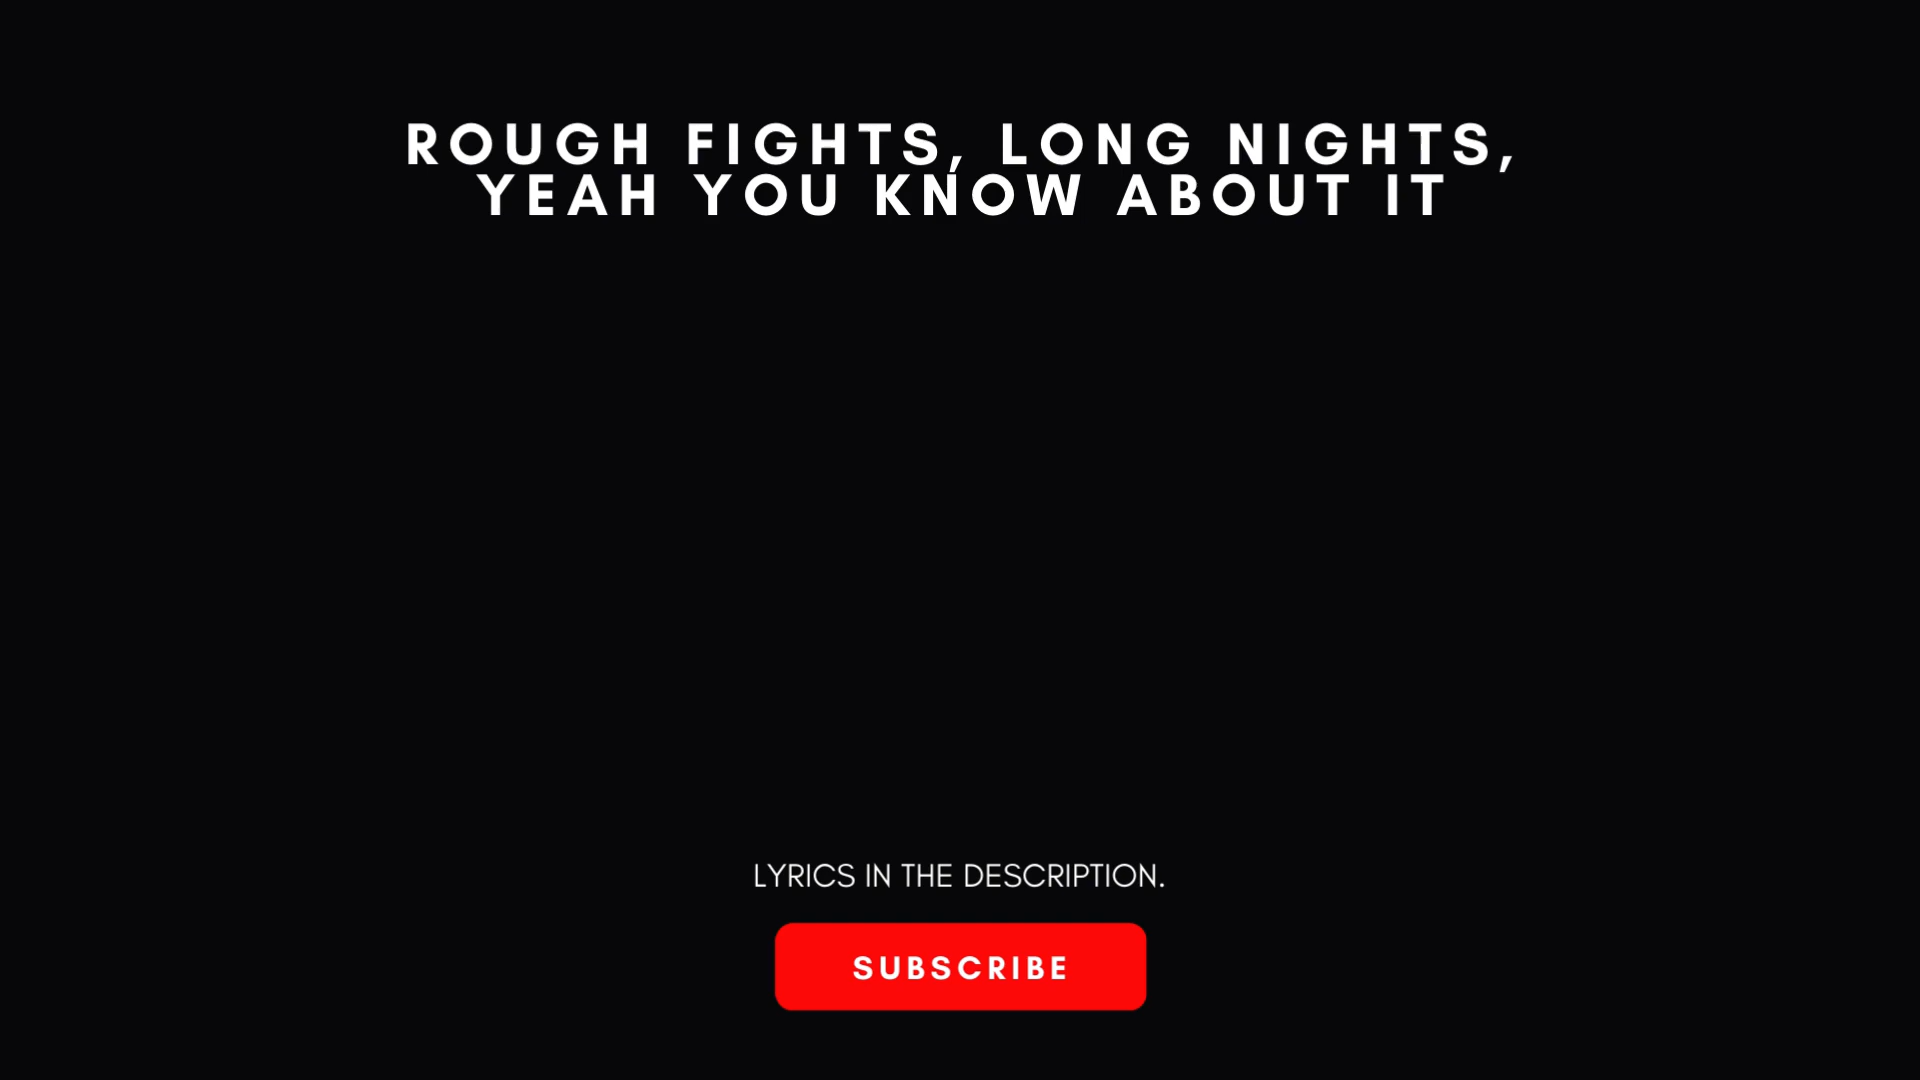 ROUGH FIGHTS, LONG NIGHTS,
YEAH YOU KNOW ABOUT IT
LYRICS IN THE DESCRIPTION.
SUBSCRIBE